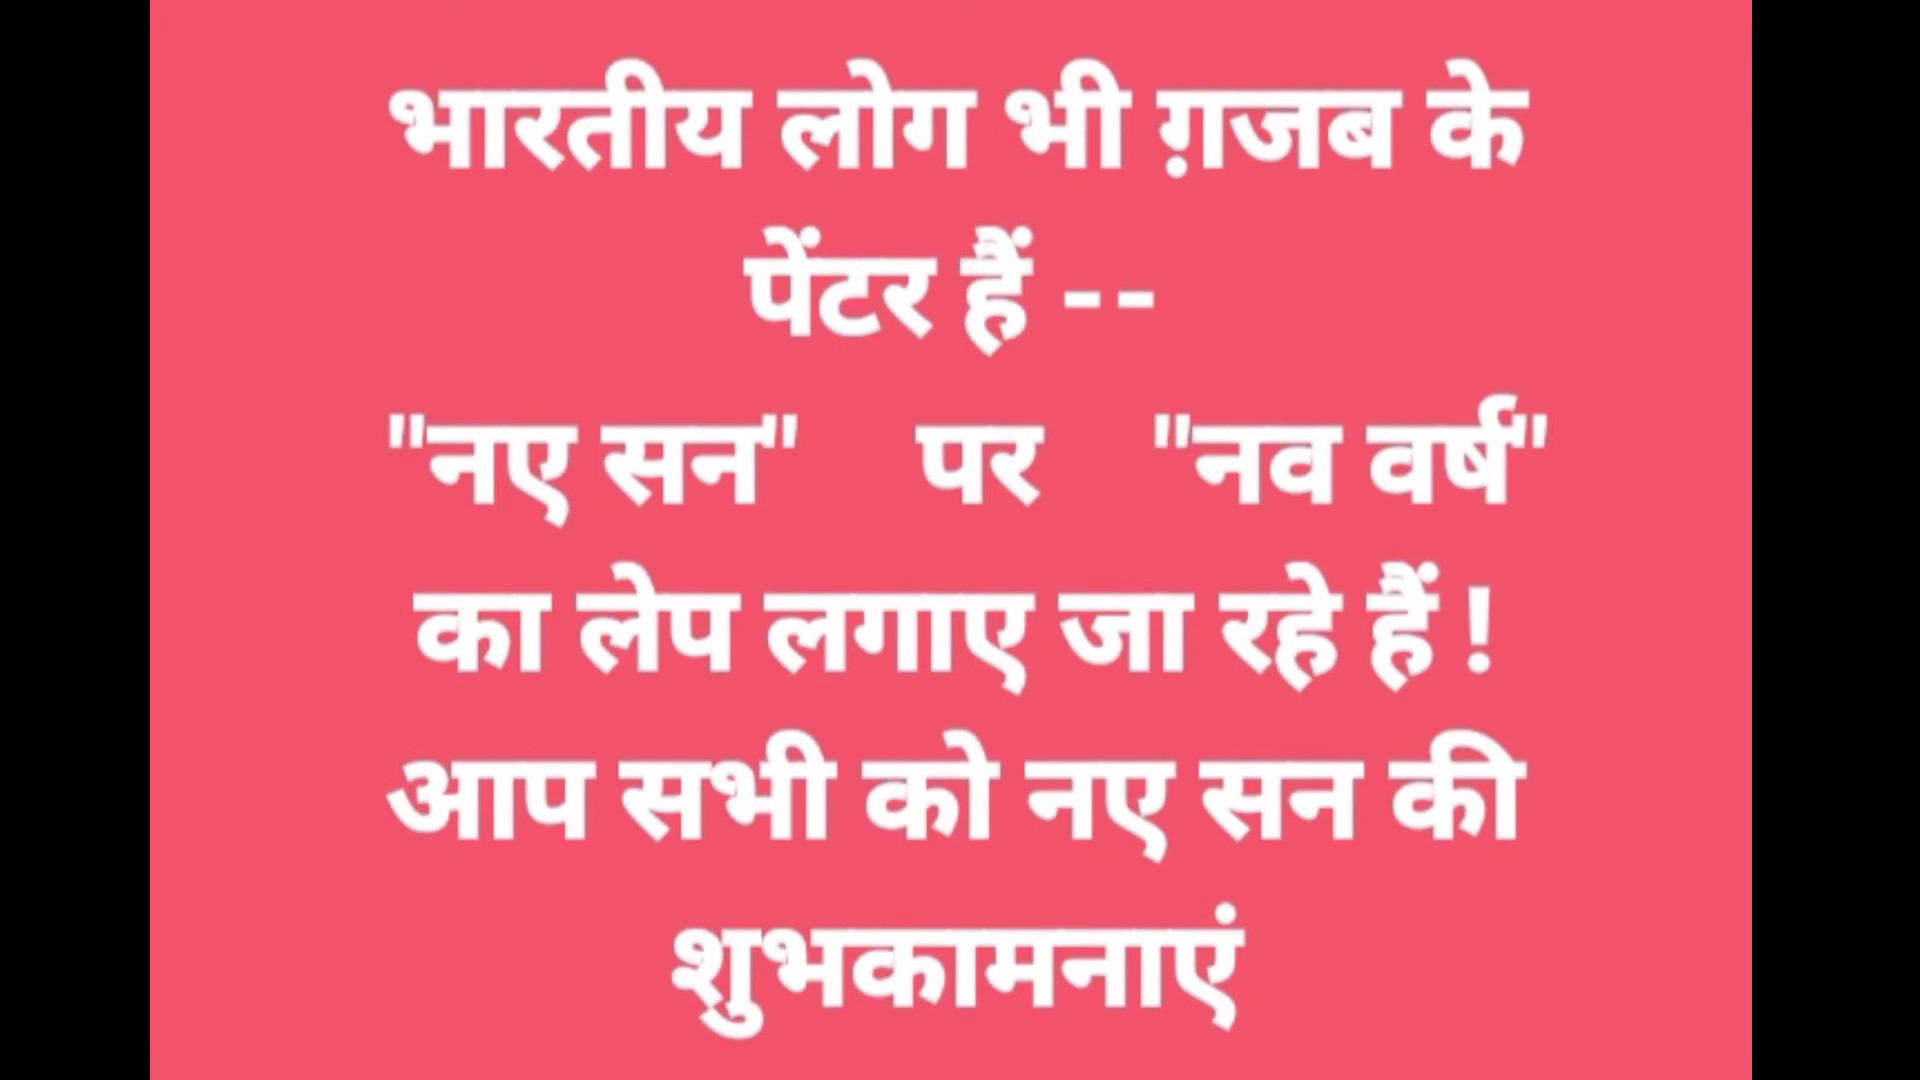 भारतीय लोग भी ग़जब के
पेंटर हैं --
"नए सन" पर "नव वर्ष"
का लेप लगाए जा रहे हैं !
आप सभी को नए सन की
शुभकामनाएं